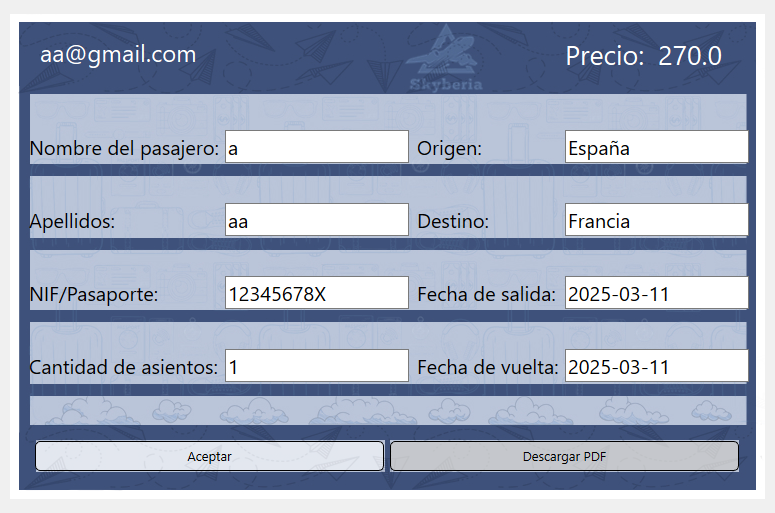 aa@gmail.com
Skyberia
Precio: 270.0
Nombre del pasajero: a Origen: España
Apellidos: aa Destino: Francia
NIF/Pasaporte: 12345678X Fecha de salida: 2025-03-11
Cantidad de asientos: 1 Fecha de vuelta: 2025-03-11
Aceptar Descargar PDF